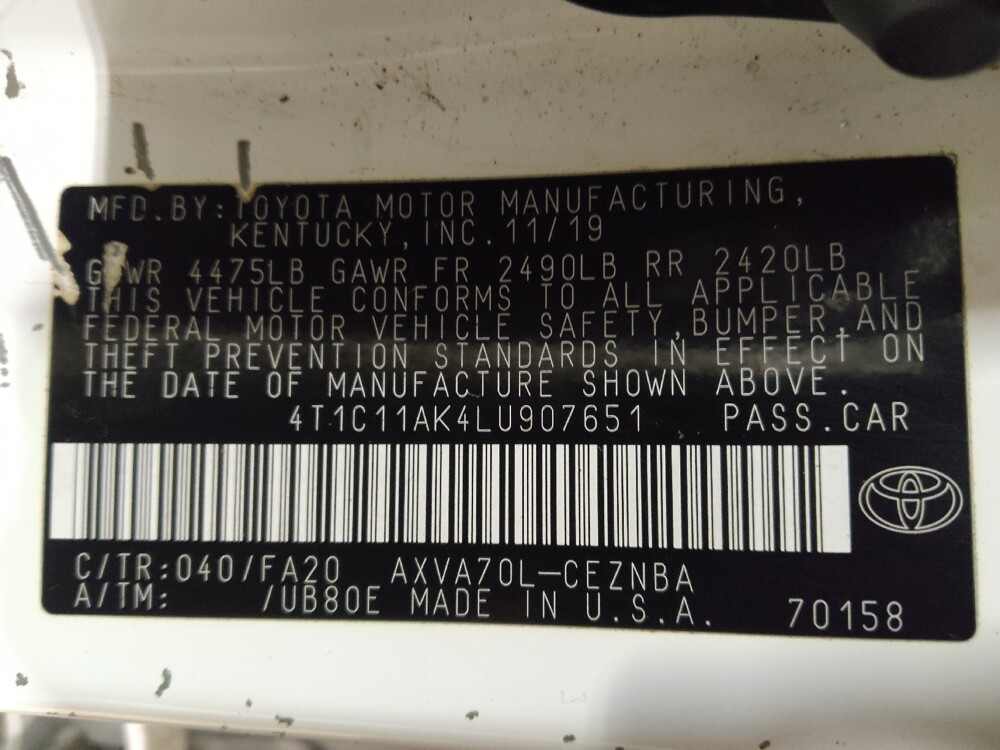 MFD.BY:TOYOTA MOTOR MANUFACTURING,
KENTUCKY,INC.11/19
GVWR 4475LB GAWR FR 2490LB RR 2420LB
THIS VEHICLE CONFORMS TO ALL APPLICABLE
FEDERAL MOTOR VEHICLE SAFETY,BUMPER,AND
THEFT PREVENTION STANDARDS IN EFFECT ON
THE DATE OF MANUFACTURE SHOWN ABOVE.
4T1C11AK4LU907651 PASS.CAR
C/TR:040/FA20 AXVA70L-CEZNBA
A/TM: /UB80E MADE IN U.S.A. 70158